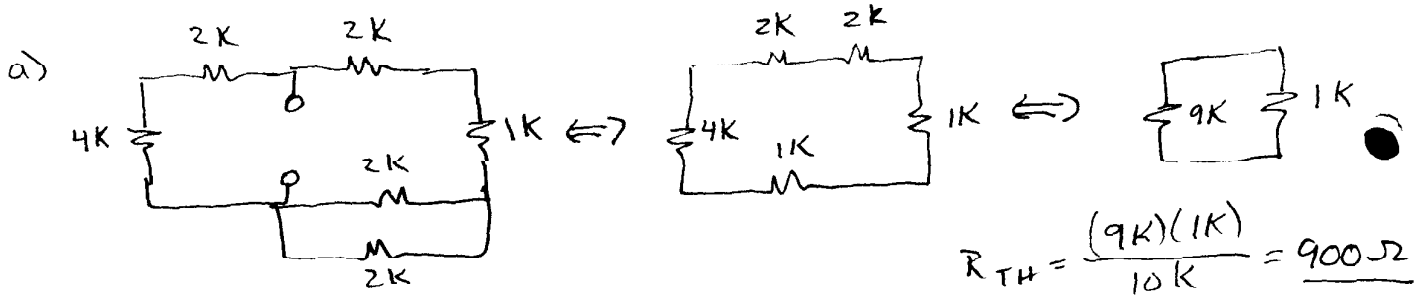 a)
2K 2K
4K
1K ⟺
2K
2K
2K 2K
4K
1K ⟺
1K
9K
1K
R_TH = (9K)(1K) / 10K = 900Ω